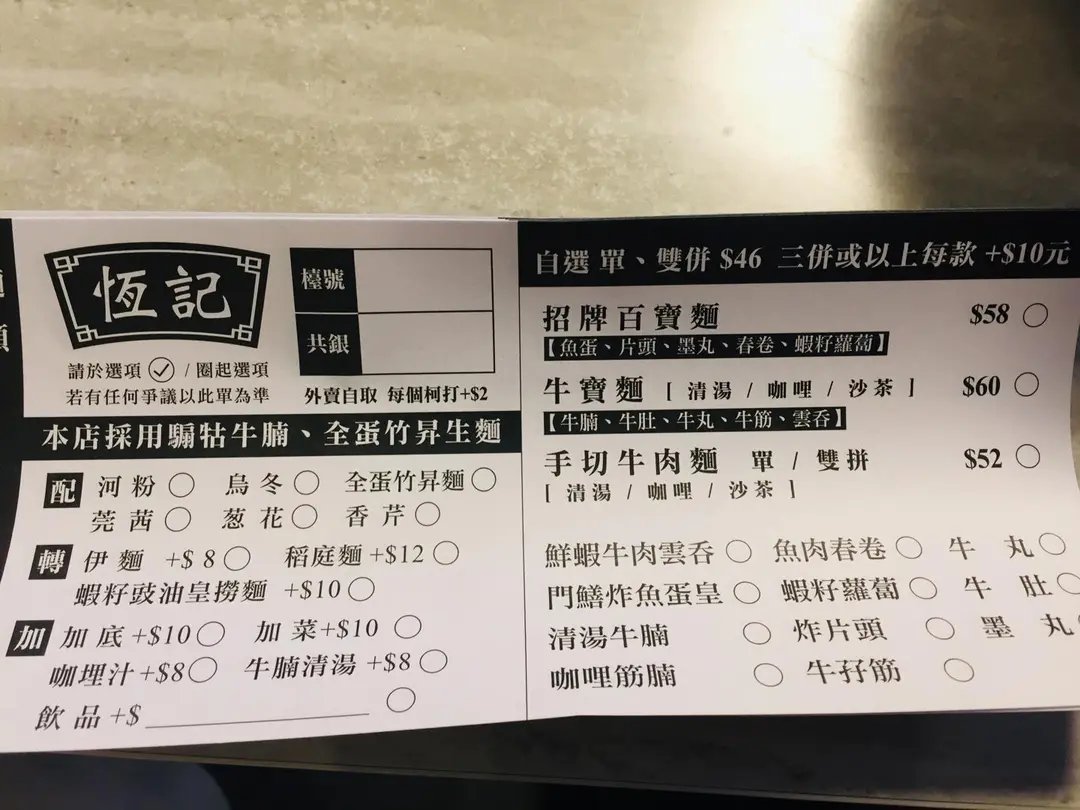 恆記
檯號
共銀
請於選項 / 圈起選項
若有任何爭議以此單為準
外賣自取 每個柯打+$2
本店採用騸牯牛腩、全蛋竹昇生麵
配 河粉 烏冬 全蛋竹昇麵
莞茜 葱花 香芹
轉 伊麵 +$8 稻庭麵 +$12
蝦籽豉油皇撈麵 +$10
加 加底 +$10 加菜+$10
咖埋汁 +$8 牛腩清湯 +$8
飲品 +$
自選 單、雙併 $46 三併或以上每款 +$10元
招牌百寶麵 $58
【魚蛋、片頭、墨丸、春卷、蝦籽蘿蔔】
牛寶麵 [ 清湯 / 咖哩 / 沙茶 ] $60
【牛腩、牛肚、牛丸、牛筋、雲呑】
手切牛肉麵 單 / 雙拼 $52
[ 清湯 / 咖哩 / 沙茶 ]
鮮蝦牛肉雲呑 魚肉春卷 牛丸
門鱔炸魚蛋皇 蝦籽蘿蔔 牛肚
清湯牛腩 炸片頭 墨丸
咖哩筋腩 牛孖筋